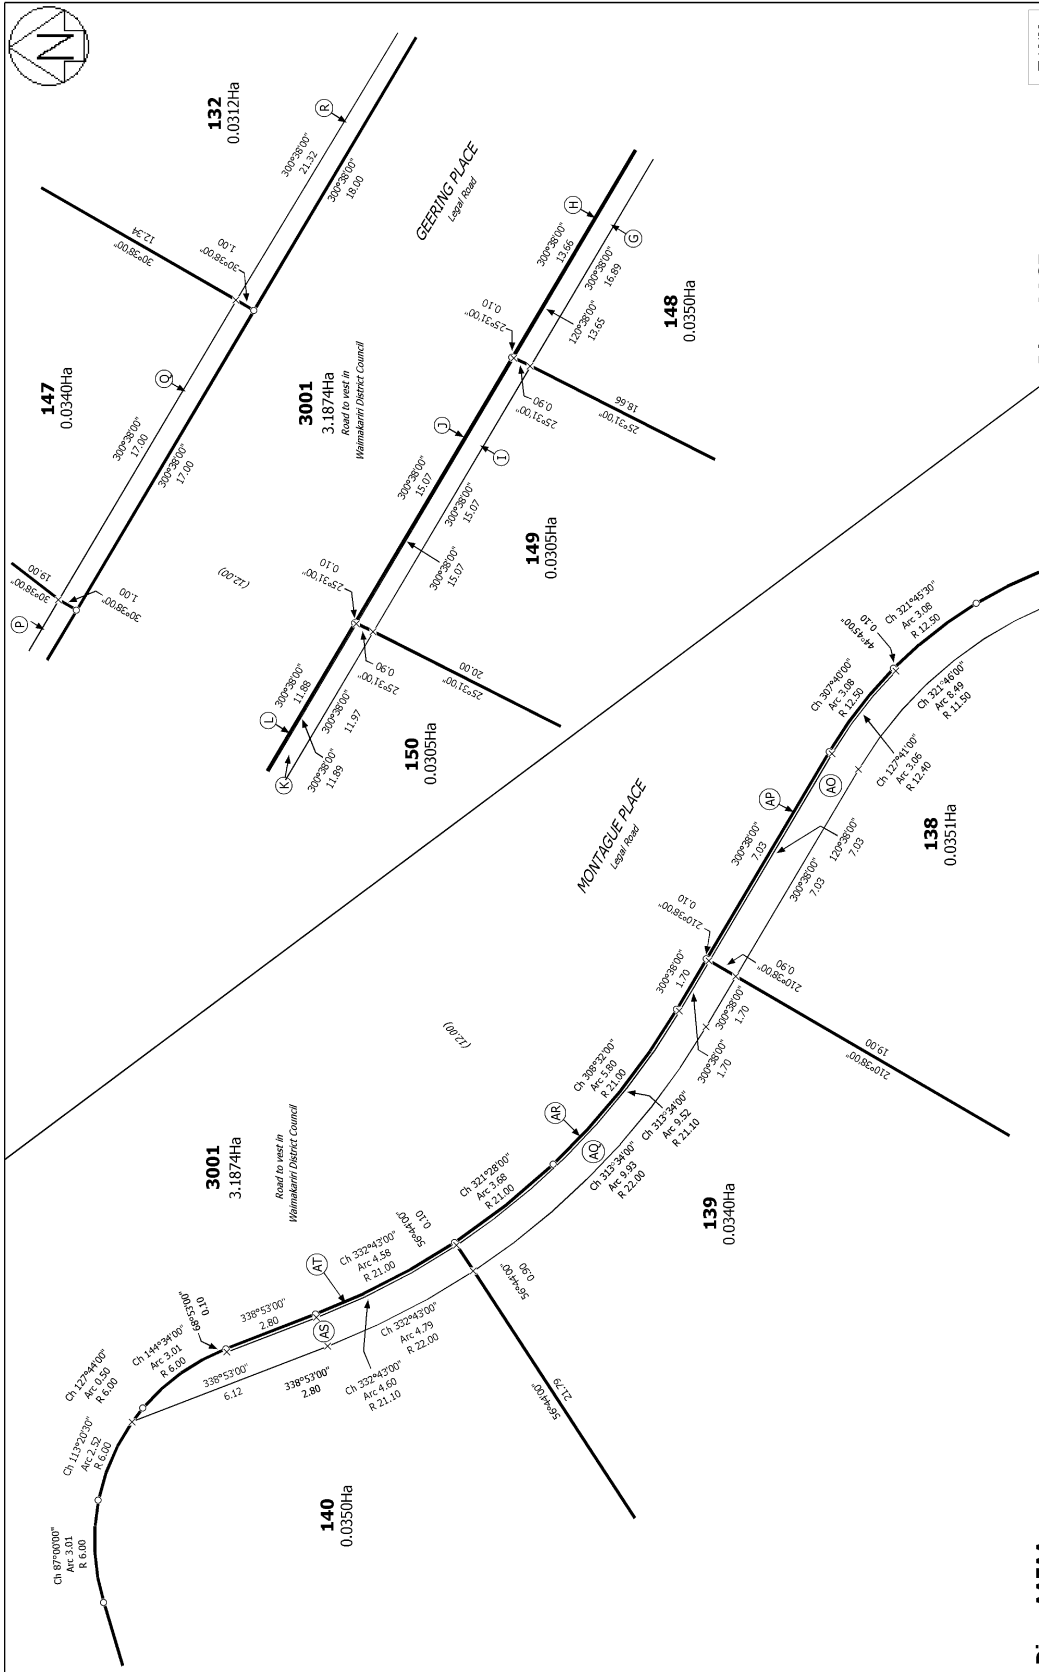 N
132
0.0312Ha
R
300°38'00"
21.32
300°38'00"
18.00
30°38'00"
12.34
30°38'00"
1.00
147
0.0340Ha
Q
300°38'00"
17.00
300°38'00"
17.00
P
30°38'00"
19.00
30°38'00"
1.00
GEERING PLACE
Legal Road
3001
3.1874Ha
Road to vest in
Waimakariri District Council
(12.00)
H
300°38'00"
13.66
G
300°38'00"
16.89
120°38'00"
13.65
25°31'00"
0.10
25°31'00"
0.90
25°31'00"
18.66
148
0.0350Ha
J
300°38'00"
15.07
I
300°38'00"
15.07
300°38'00"
15.07
149
0.0305Ha
25°31'00"
0.10
25°31'00"
0.90
25°31'00"
20.00
L
300°38'00"
11.88
300°38'00"
11.97
K
300°38'00"
11.89
150
0.0305Ha
Ch 321°45'30"
Arc 3.08
R 12.50
44°45'00"
0.10
Ch 307°40'00"
Arc 3.08
R 12.50
Ch 321°46'00"
Arc 8.49
R 11.50
Ch 127°41'00"
Arc 3.06
R 12.40
AO
AP
300°38'00"
7.03
120°38'00"
7.03
300°38'00"
7.03
138
0.0351Ha
MONTAGUE PLACE
Legal Road
210°38'00"
0.10
210°38'00"
0.90
210°38'00"
19.00
300°38'00"
1.70
300°38'00"
1.70
300°38'00"
1.70
(12.00)
Ch 308°32'00"
Arc 5.80
R 21.00
AR
AQ
Ch 313°34'00"
Arc 9.52
R 21.10
Ch 313°34'00"
Arc 9.93
R 22.00
139
0.0340Ha
3001
3.1874Ha
Road to vest in
Waimakariri District Council
Ch 321°28'00"
Arc 3.68
R 21.00
56°44'00"
0.10
56°44'00"
0.90
56°44'00"
21.79
Ch 332°43'00"
Arc 4.58
R 21.00
AT
AS
Ch 332°43'00"
Arc 4.79
R 22.00
Ch 332°43'00"
Arc 4.60
R 21.10
68°53'00"
0.10
338°53'00"
2.80
338°53'00"
6.12
338°53'00"
2.80
Ch 144°34'00"
Arc 3.01
R 6.00
Ch 127°44'00"
Arc 0.50
R 6.00
Ch 113°20'30"
Arc 2.52
R 6.00
Ch 87°00'00"
Arc 3.01
R 6.00
140
0.0350Ha